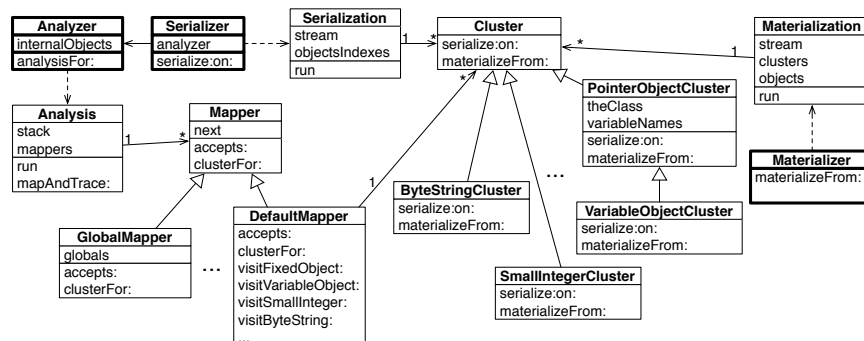 Analyzer
internalObjects
analysisFor:
Serializer
analyzer
serialize:on:
Serialization
stream
objectsIndexes
run
1
*
Cluster
serialize:on:
materializeFrom:
*
*
1
Materialization
stream
clusters
objects
run
PointerObjectCluster
theClass
variableNames
serialize:on:
materializeFrom:
Analysis
stack
mappers
run
mapAndTrace:
1
*
Mapper
next
accepts:
clusterFor:
Materializer
materializeFrom:
...
1
ByteStringCluster
serialize:on:
materializeFrom:
VariableObjectCluster
serialize:on:
materializeFrom:
GlobalMapper
globals
accepts:
clusterFor:
...
DefaultMapper
accepts:
clusterFor:
visitFixedObject:
visitVariableObject:
visitSmallInteger:
visitByteString:
...
SmallIntegerCluster
serialize:on:
materializeFrom: